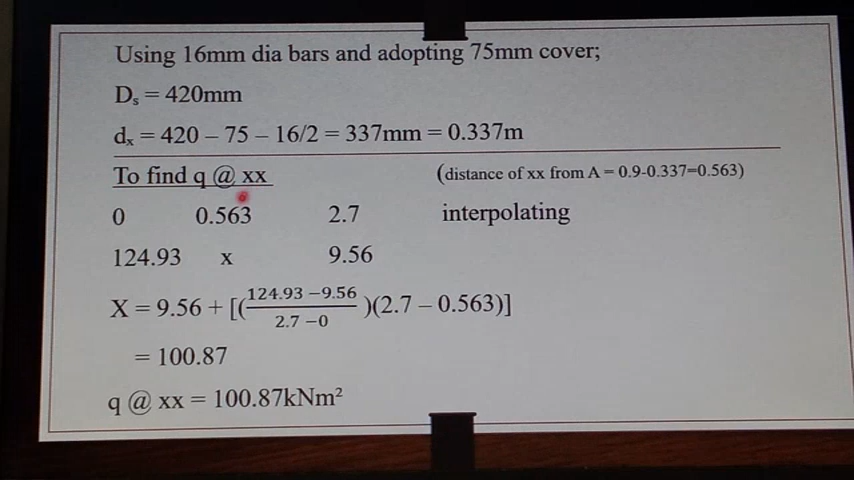 Using 16mm dia bars and adopting 75mm cover;
Dₛ = 420mm
dₓ = 420 – 75 – 16/2 = 337mm = 0.337m
To find q @ xx (distance of xx from A = 0.9-0.337=0.563)
0 0.563 2.7 interpolating
124.93 x 9.56
X = 9.56 + [(\frac{124.93 –9.56}{2.7 –0})(2.7 – 0.563)]
= 100.87
q @ xx = 100.87kNm²